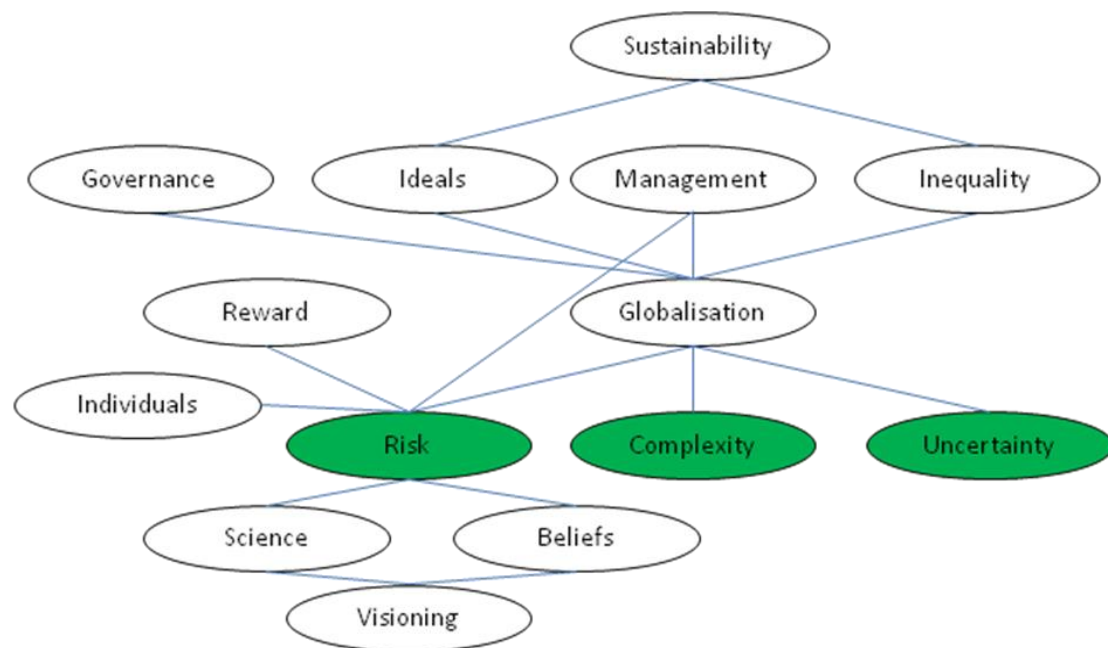 Sustainability
Governance
Ideals
Management
Inequality
Reward
Globalisation
Individuals
Risk
Complexity
Uncertainty
Science
Beliefs
Visioning